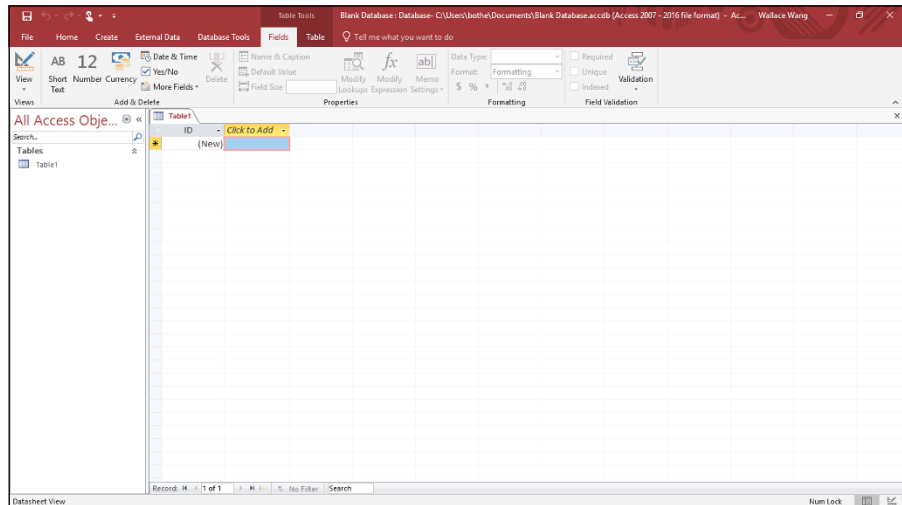 Table Tools Blank Database : Database- C:\Users\bothe\Documents\Blank Database.accdb (Access 2007 - 2016 file format) - Ac... Wallace Wang
File Home Create External Data Database Tools Fields Table Tell me what you want to do
View
AB Short Text
12 Number
Currency
Date & Time
Yes/No
More Fields
Delete
Name & Caption
Default Value
Field Size
Modify Lookups
fx Modify Expression
ab Memo Settings
Data Type:
Format: Formatting
$ % , .00 .00
Required
Unique
Indexed
Validation
Views Add & Delete Properties Formatting Field Validation
All Access Obje... «
Search..
Tables
Table1
Table1
ID Click to Add
* (New)
Record: 1 of 1 No Filter Search
Datasheet View Num Lock